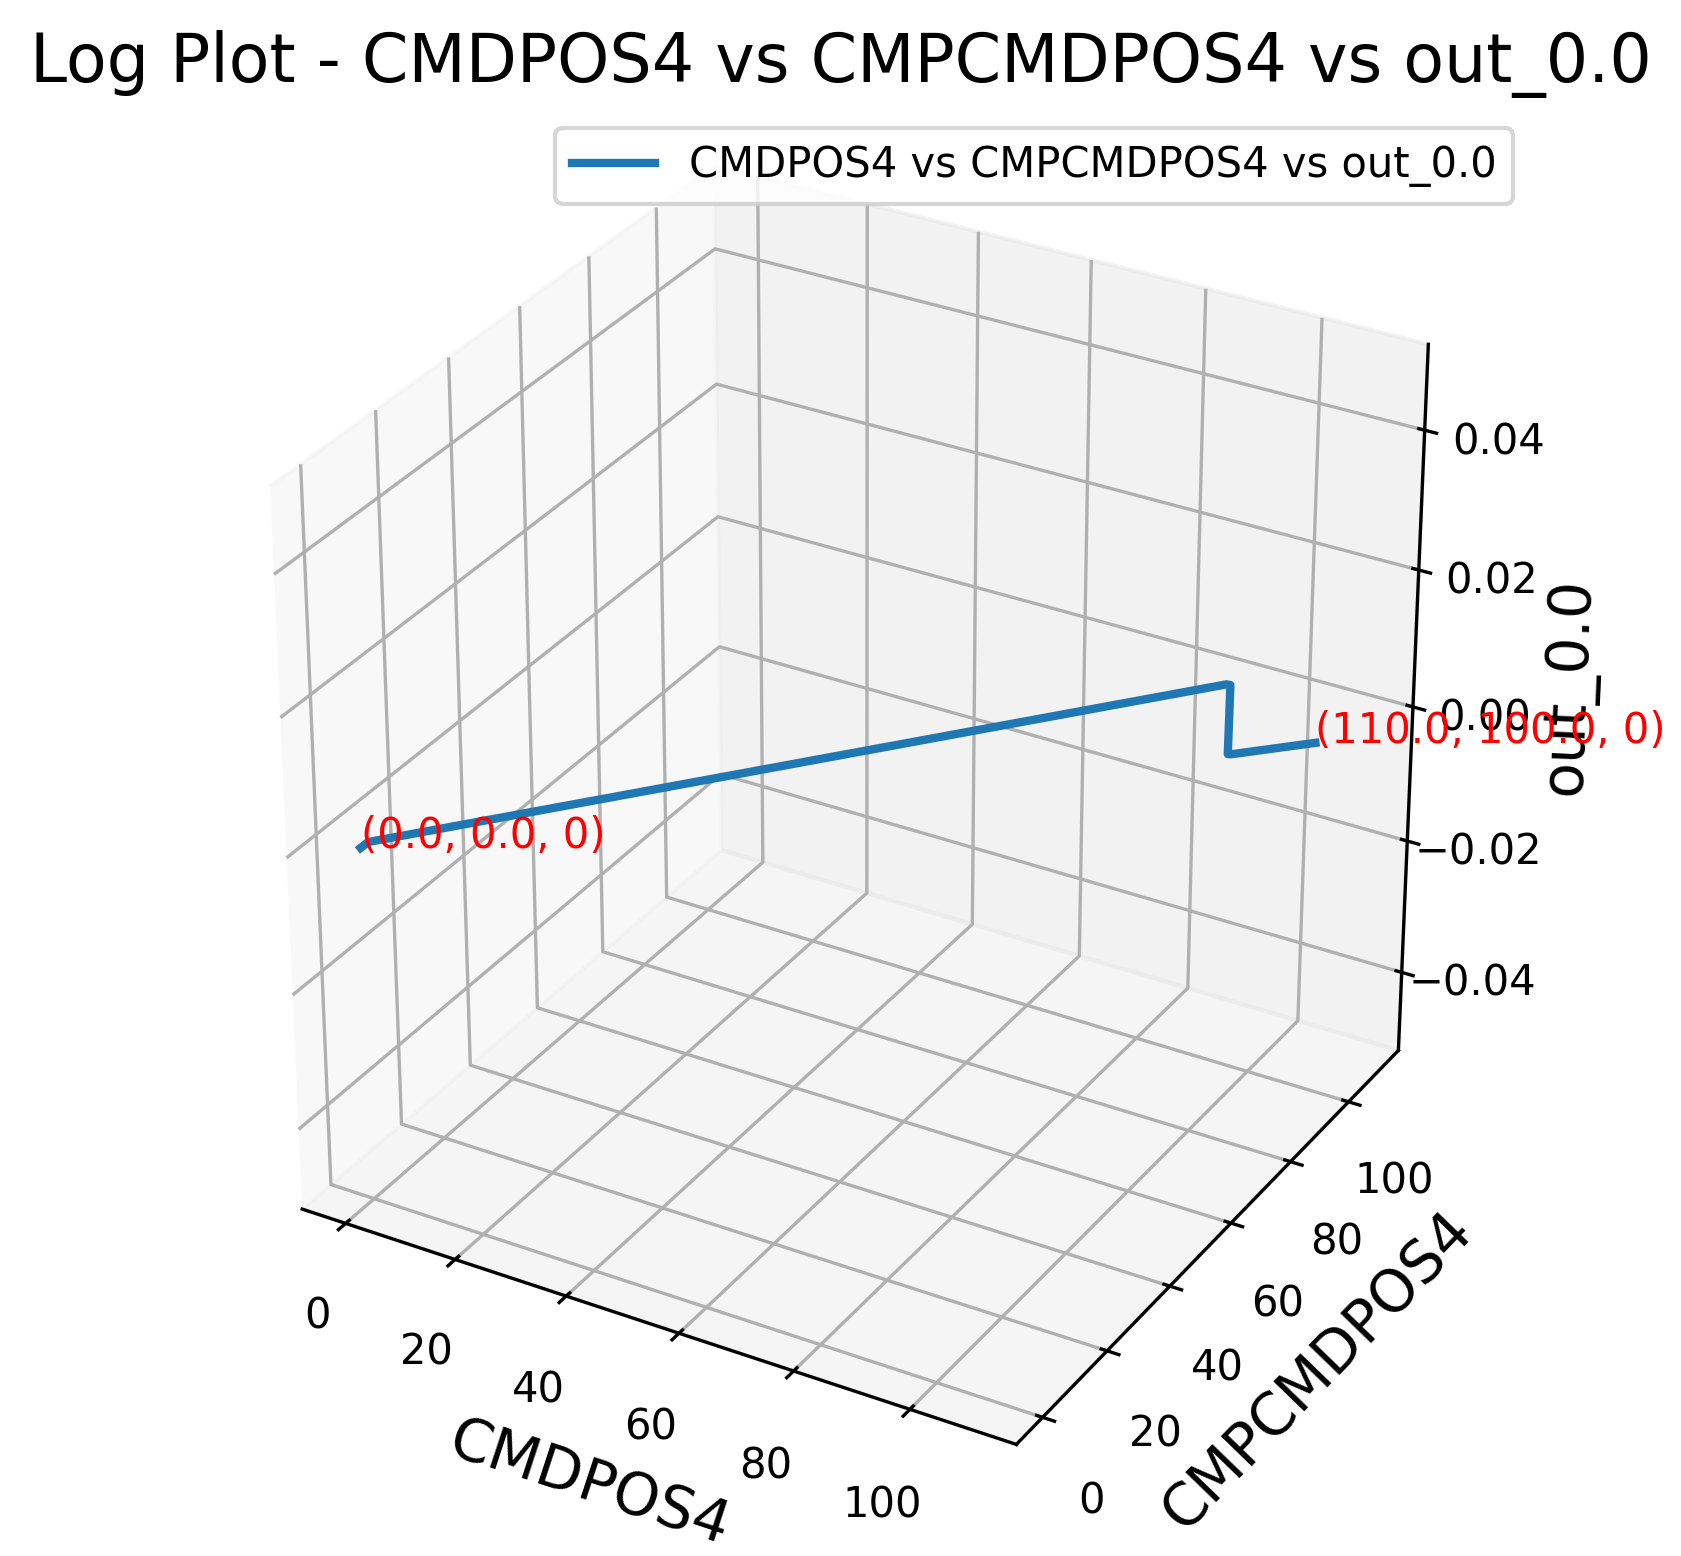 Log Plot - CMDPOS4 vs CMPCMDPOS4 vs out_0.0
CMDPOS4 vs CMPCMDPOS4 vs out_0.0
0.04
0.02
0.00
−0.02
−0.04
out_0.0
(110.0, 100.0, 0)
(0.0, 0.0, 0)
0
20
40
60
80
100
CMDPOS4
0
20
40
60
80
100
CMPCMDPOS4